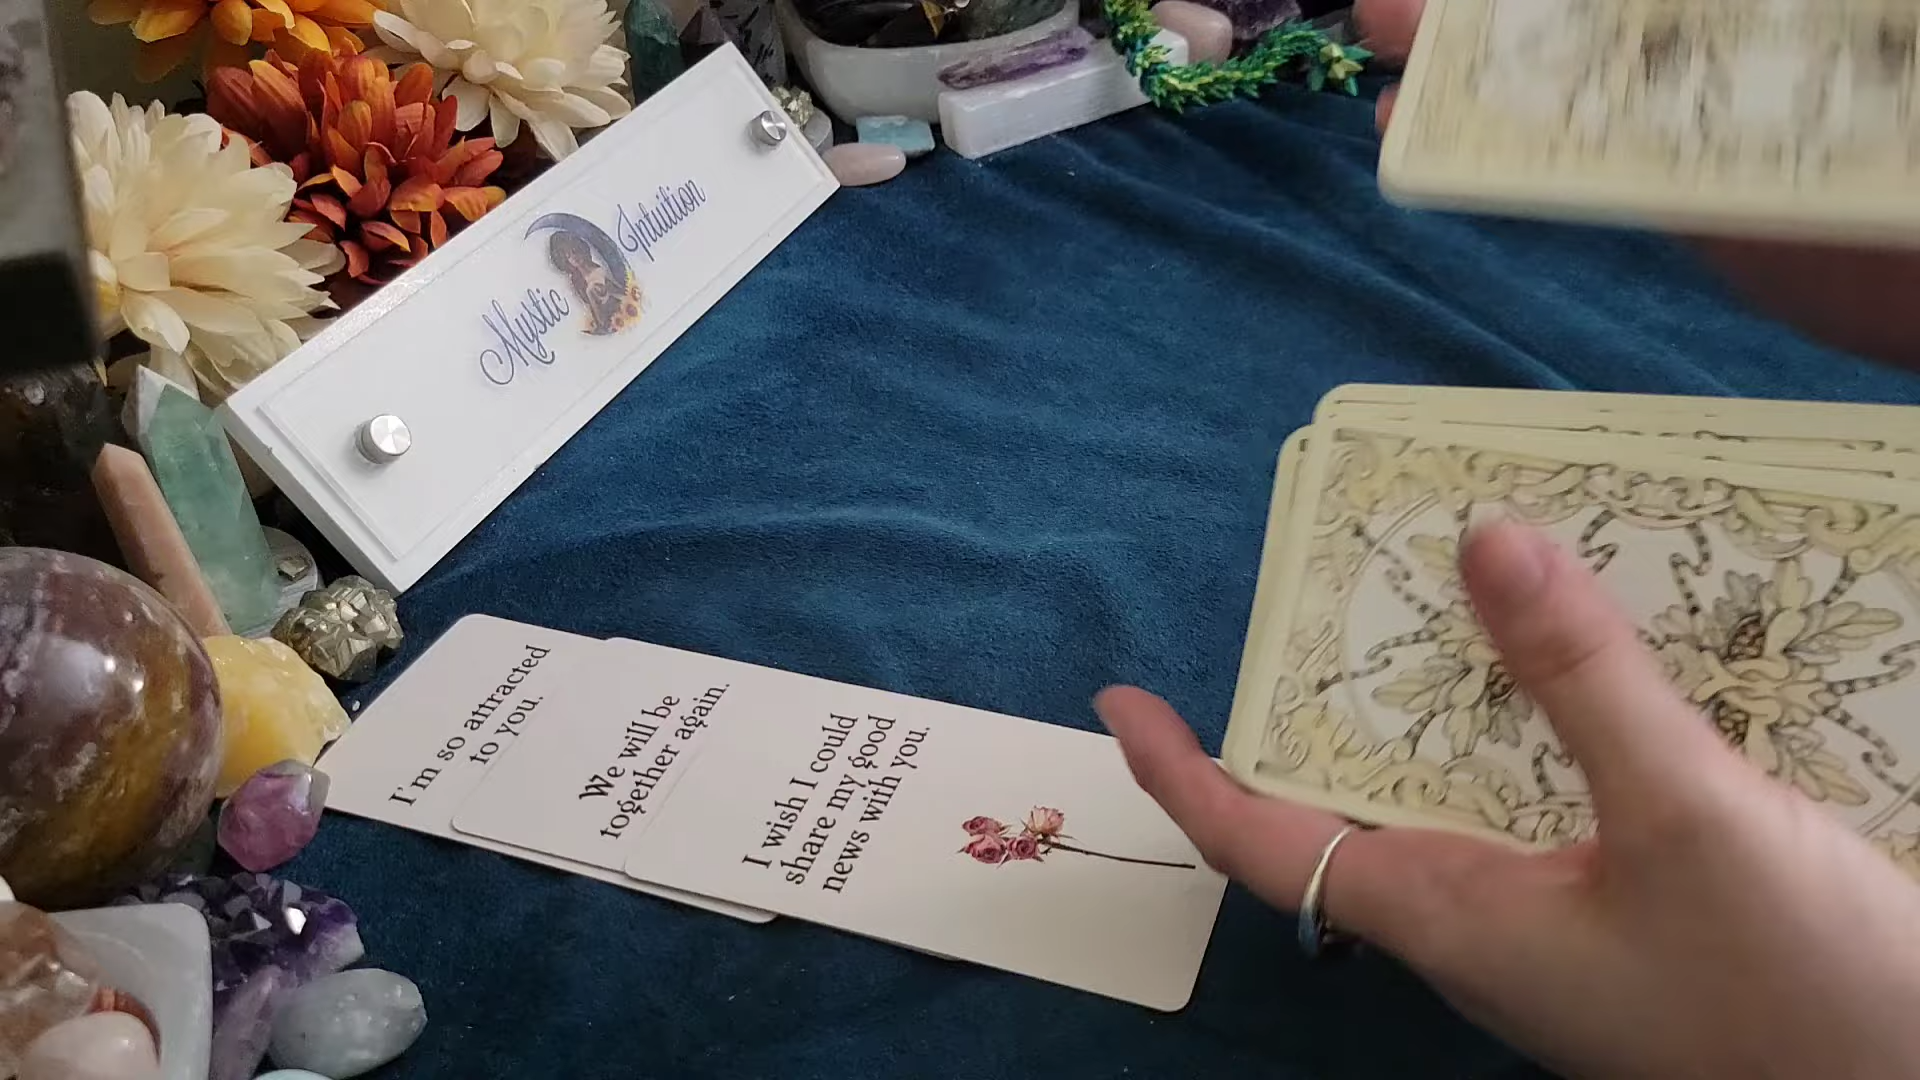 Mystic Intuition
I'm so attracted
to you.
We will be
together again.
I wish I could
share my good
news with you.